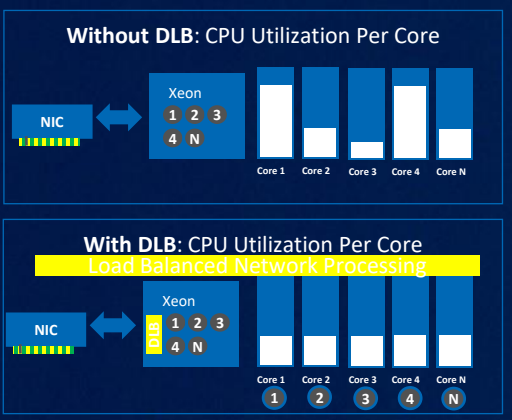 Without DLB: CPU Utilization Per Core
NIC
Xeon
1 2 3
4 N
Core 1 Core 2 Core 3 Core 4 Core N
With DLB: CPU Utilization Per Core
Load Balanced Network Processing
NIC
Xeon
DLB
1 2 3
4 N
Core 1 Core 2 Core 3 Core 4 Core N
1 2 3 4 N